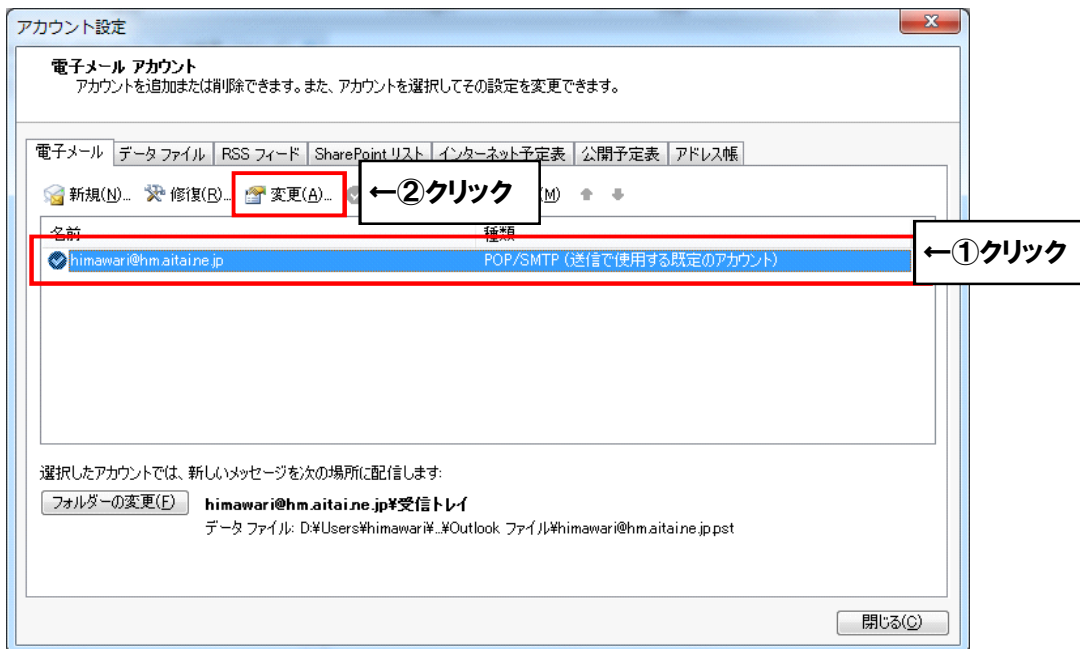 アカウント設定
電子メール アカウント
アカウントを追加または削除できます。また、アカウントを選択してその設定を変更できます。
電子メール データ ファイル RSS フィード SharePoint リスト インターネット予定表 公開予定表 アドレス帳
新規(N)... 修復(R)... 変更(A)... ←②クリック (M)
名前 種類
himawari@hm.aitai.ne.jp POP/SMTP (送信で使用する既定のアカウント) ←①クリック
選択したアカウントでは、新しいメッセージを次の場所に配信します:
フォルダーの変更(F) himawari@hm.aitai.ne.jp¥受信トレイ
データ ファイル: D:¥Users¥himawari¥...¥Outlook ファイル¥himawari@hm.aitai.ne.jp.pst
閉じる(C)